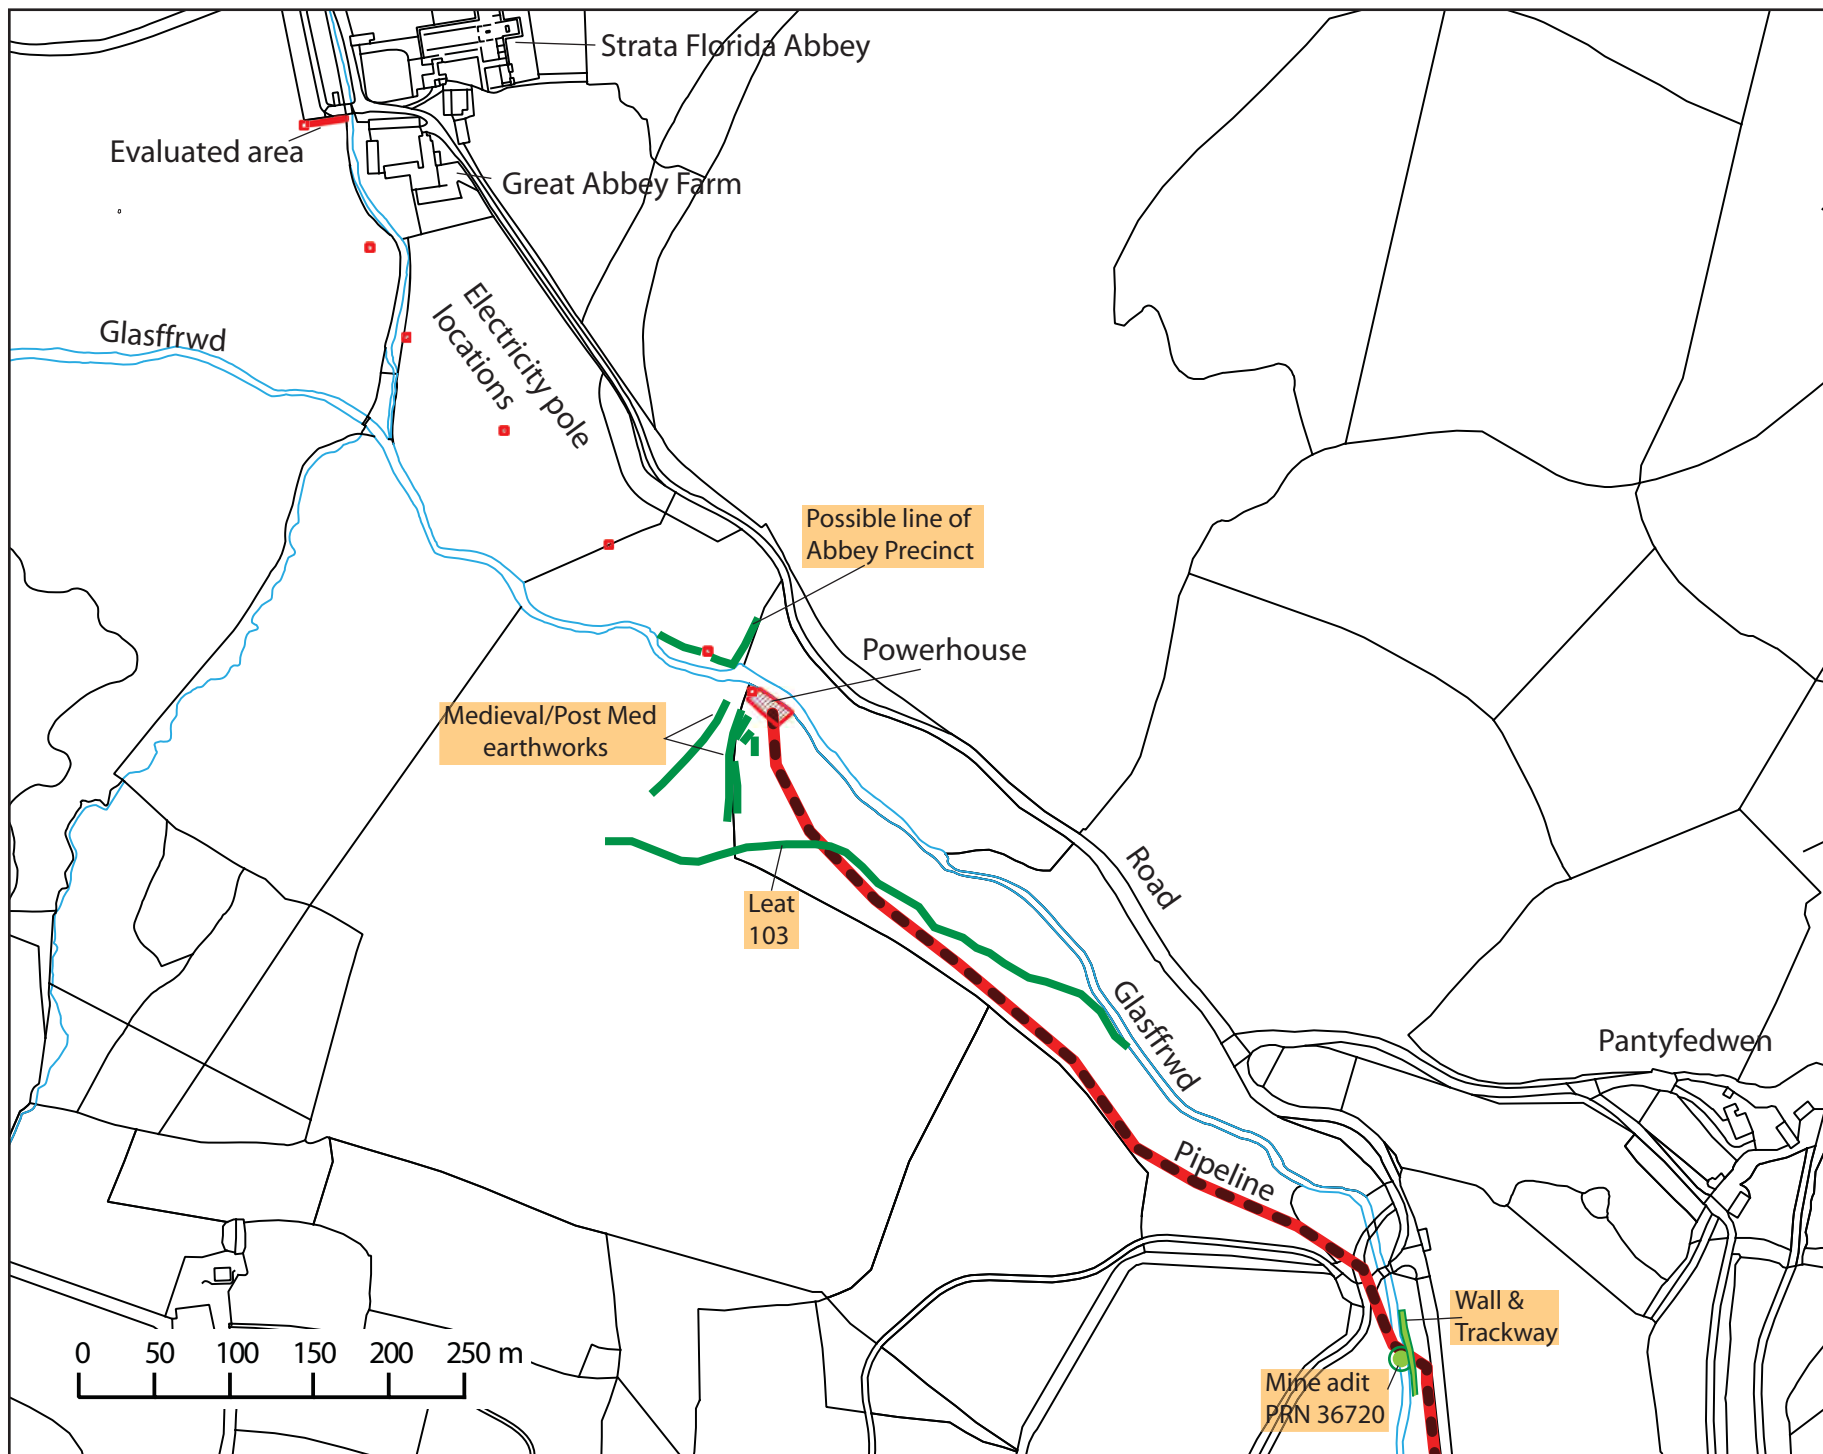 Strata Florida Abbey
Evaluated area
Great Abbey Farm
Glasffrwd
Electricity pole
locations
Possible line of
Abbey Precinct
Powerhouse
Medieval/Post Med
earthworks
Road
Leat
103
Glasffrwd
Pantyfedwen
Pipeline
Wall &
Trackway
0 50 100 150 200 250 m
Mine adit
PRN 36720